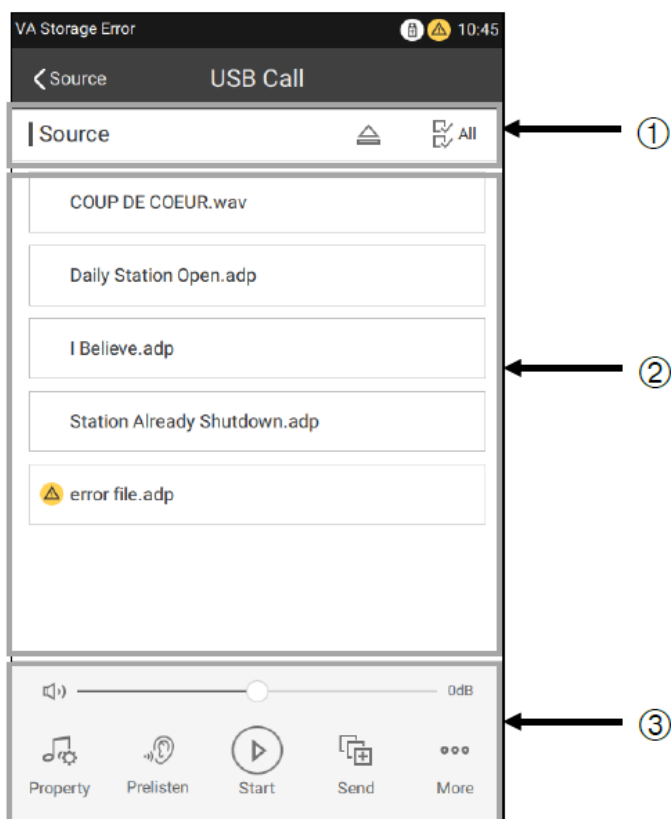 VA Storage Error 10:45
Source USB Call
Source All
①
COUP DE COEUR.wav
Daily Station Open.adp
I Believe.adp
②
Station Already Shutdown.adp
error file.adp
0dB
③
Property Prelisten Start Send More